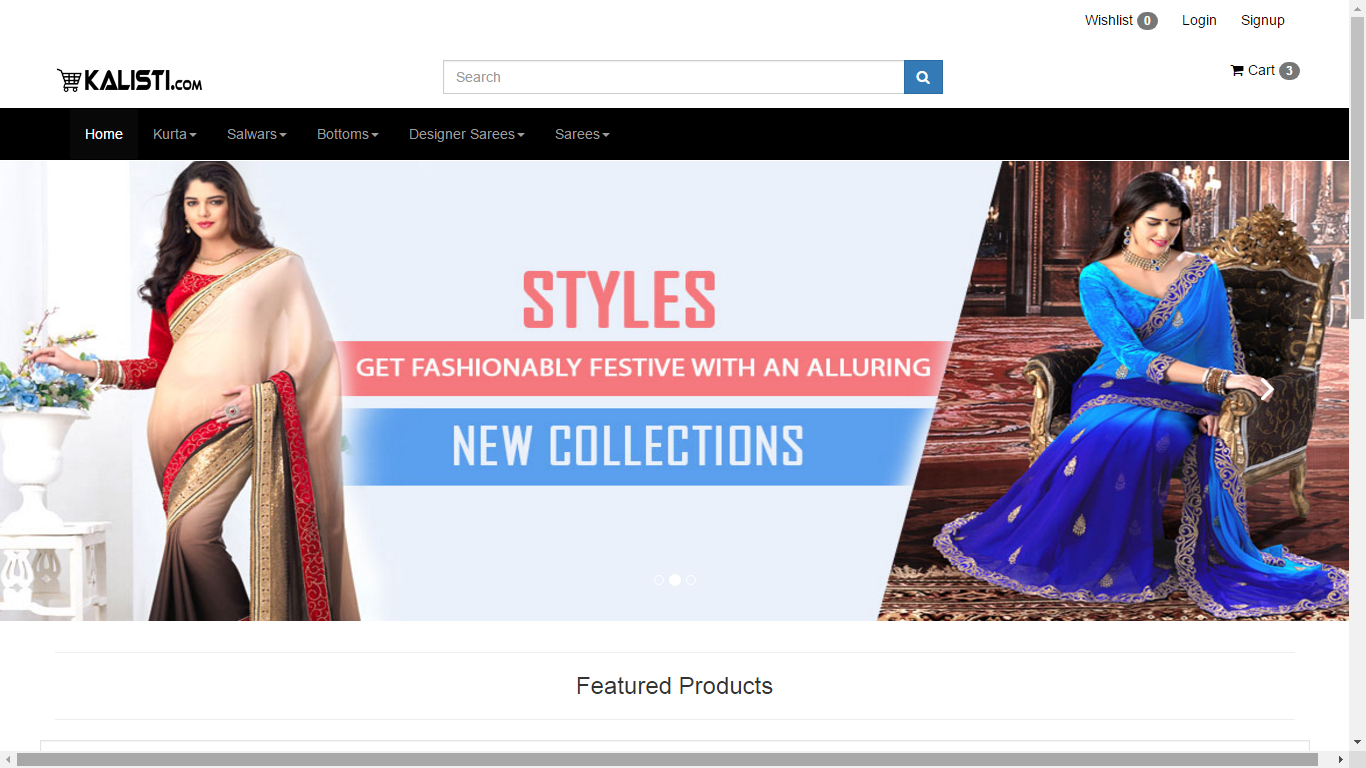 Wishlist 0 Login Signup
KALISTI.COM
Search
Cart 3
Home Kurta Salwars Bottoms Designer Sarees Sarees
STYLES
GET FASHIONABLY FESTIVE WITH AN ALLURING
NEW COLLECTIONS
Featured Products